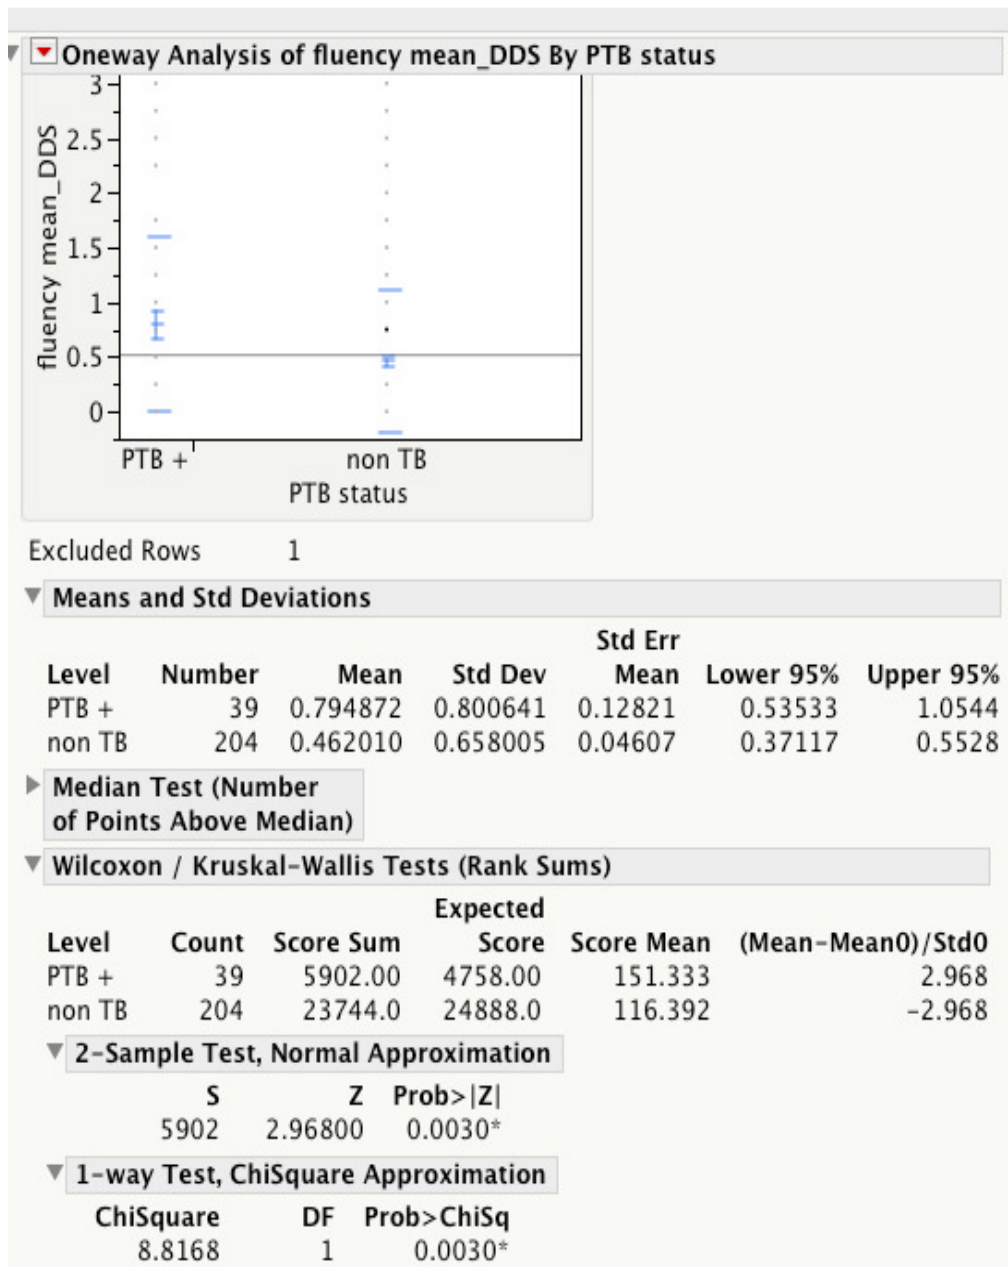 Oneway Analysis of fluency mean_DDS By PTB status
3
2.5
2
1.5
1
0.5
0
fluency mean_DDS
PTB + non TB
PTB status
Excluded Rows 1
Means and Std Deviations
Std Err
Level Number Mean Std Dev Mean Lower 95% Upper 95%
PTB + 39 0.794872 0.800641 0.12821 0.53533 1.0544
non TB 204 0.462010 0.658005 0.04607 0.37117 0.5528
Median Test (Number
of Points Above Median)
Wilcoxon / Kruskal-Wallis Tests (Rank Sums)
Expected
Level Count Score Sum Score Score Mean (Mean-Mean0)/Std0
PTB + 39 5902.00 4758.00 151.333 2.968
non TB 204 23744.0 24888.0 116.392 -2.968
2-Sample Test, Normal Approximation
S Z Prob>|Z|
5902 2.96800 0.0030*
1-way Test, ChiSquare Approximation
ChiSquare DF Prob>ChiSq
8.8168 1 0.0030*